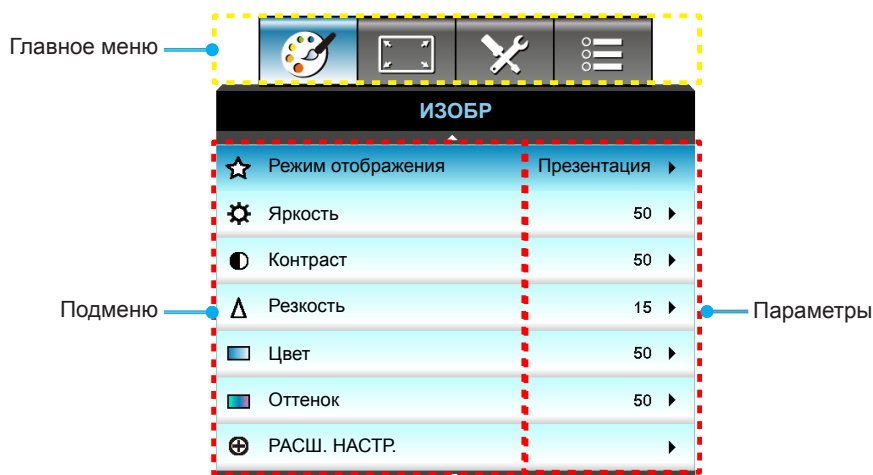 Главное меню
ИЗОБР
Режим отображения Презентация
Яркость 50
Контраст 50
Подменю
Резкость 15
Параметры
Цвет 50
Оттенок 50
РАСШ. НАСТР.